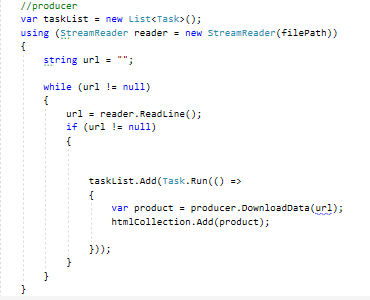 //producer
var taskList = new List<Task>();
using (StreamReader reader = new StreamReader(filePath))
{
string url = "";
while (url != null)
{
url = reader.ReadLine();
if (url != null)
{
taskList.Add(Task.Run(() =>
{
var product = producer.DownloadData(url);
htmlCollection.Add(product);
}));
}
}
}